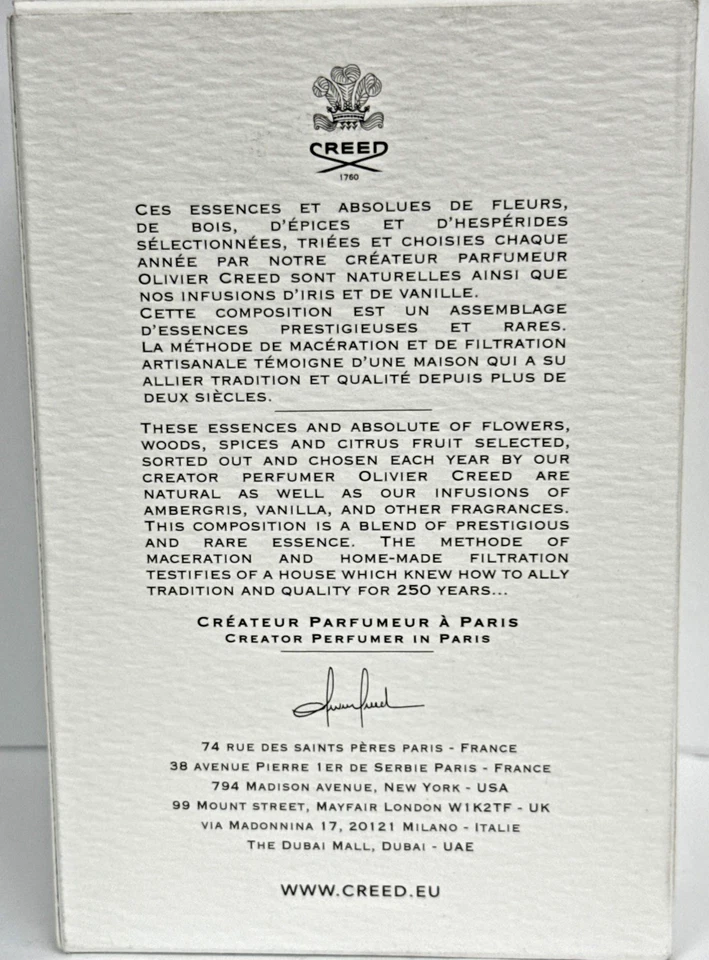 CREED
1760
CES ESSENCES ET ABSOLUES DE FLEURS,
DE BOIS, D'ÉPICES ET D'HESPÉRIDES
SÉLECTIONNÉES, TRIÉES ET CHOISIES CHAQUE
ANNÉE PAR NOTRE CRÉATEUR PARFUMEUR
OLIVIER CREED SONT NATURELLES AINSI QUE
NOS INFUSIONS D'IRIS ET DE VANILLE.
CETTE COMPOSITION EST UN ASSEMBLAGE
D'ESSENCES PRESTIGIEUSES ET RARES.
LA MÉTHODE DE MACÉRATION ET DE FILTRATION
ARTISANALE TÉMOIGNE D'UNE MAISON QUI A SU
ALLIER TRADITION ET QUALITÉ DEPUIS PLUS DE
DEUX SIÈCLES.
THESE ESSENCES AND ABSOLUTE OF FLOWERS,
WOODS, SPICES AND CITRUS FRUIT SELECTED,
SORTED OUT AND CHOSEN EACH YEAR BY OUR
CREATOR PERFUMER OLIVIER CREED ARE
NATURAL AS WELL AS OUR INFUSIONS OF
AMBERGRIS, VANILLA, AND OTHER FRAGRANCES.
THIS COMPOSITION IS A BLEND OF PRESTIGIOUS
AND RARE ESSENCE. THE METHODE OF
MACERATION AND HOME-MADE FILTRATION
TESTIFIES OF A HOUSE WHICH KNEW HOW TO ALLY
TRADITION AND QUALITY FOR 250 YEARS...
CRÉATEUR PARFUMEUR À PARIS
CREATOR PERFUMER IN PARIS
74 RUE DES SAINTS PÈRES PARIS - FRANCE
38 AVENUE PIERRE 1ER DE SERBIE PARIS - FRANCE
794 MADISON AVENUE, NEW YORK - USA
99 MOUNT STREET, MAYFAIR LONDON W1K2TF - UK
VIA MADONNINA 17, 20121 MILANO - ITALIE
THE DUBAI MALL, DUBAI - UAE
WWW.CREED.EU